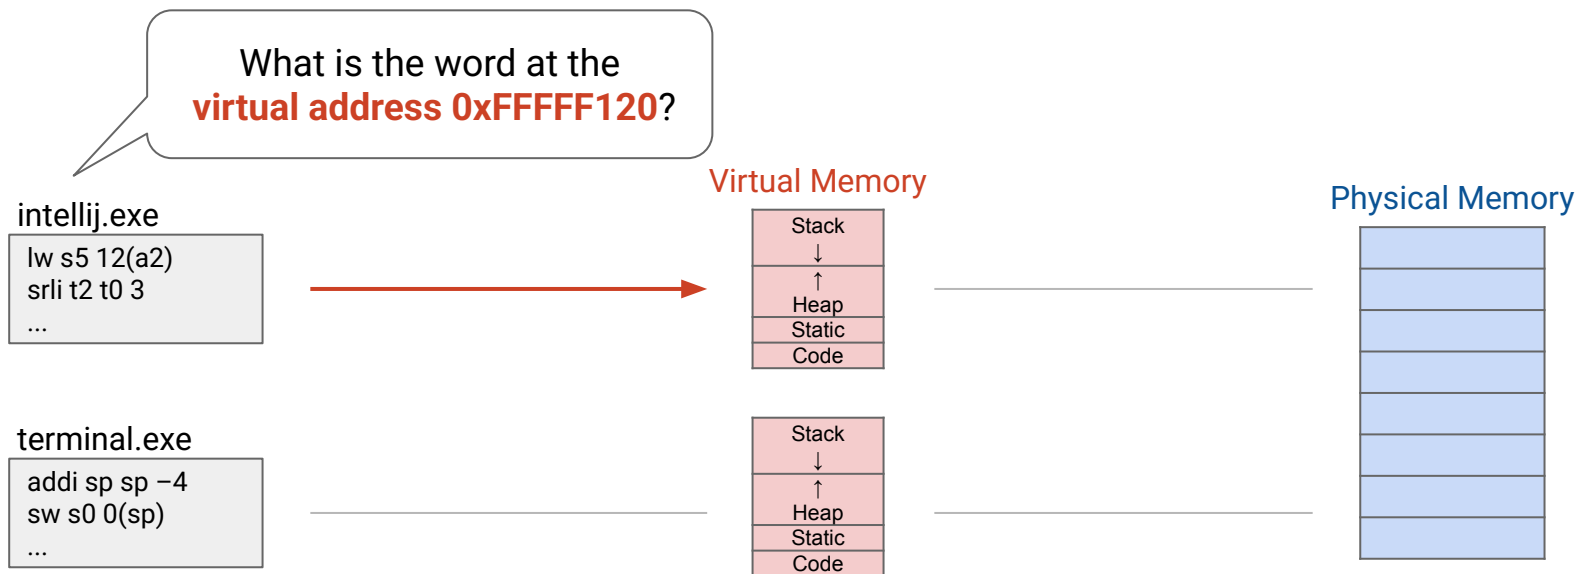 What is the word at the
virtual address 0xFFFFF120?
Virtual Memory
Physical Memory
intellij.exe
lw s5 12(a2)
srli t2 t0 3
...
Stack
↓
↑
Heap
Static
Code
terminal.exe
addi sp sp −4
sw s0 0(sp)
...
Stack
↓
↑
Heap
Static
Code